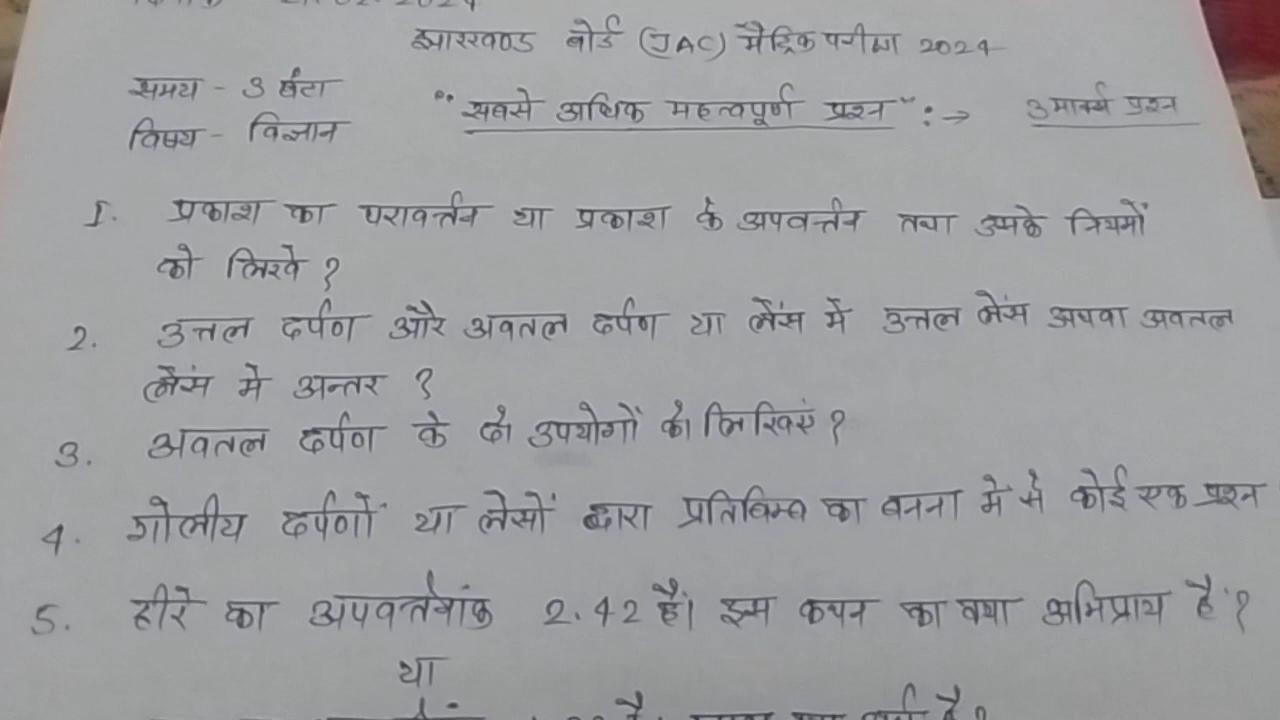 झारखण्ड बोर्ड (JAC) मैट्रिक परीक्षा 2024
समय - 3 घंटा
"सबसे अधिक महत्वपूर्ण प्रश्न" :→ 3 मार्क्स प्रश्न
विषय - विज्ञान
1. प्रकाश का परावर्त्तन या प्रकाश के अपवर्त्तन तथा उसके नियमों
को लिखें ?
2. उत्तल दर्पण और अवतल दर्पण या लैंस में उत्तल लेंस अथवा अवतल
लैंस मे अन्तर ?
3. अवतल दर्पण के दो उपयोगों को लिखिएं ?
4. गोलीय दर्पणों या लेंसों द्वारा प्रतिबिम्ब का बनना में से कोई एक प्रश्न
5. हीरे का अपवर्तनांक 2.42 है। इस कथन का क्या अभिप्राय है ?
या